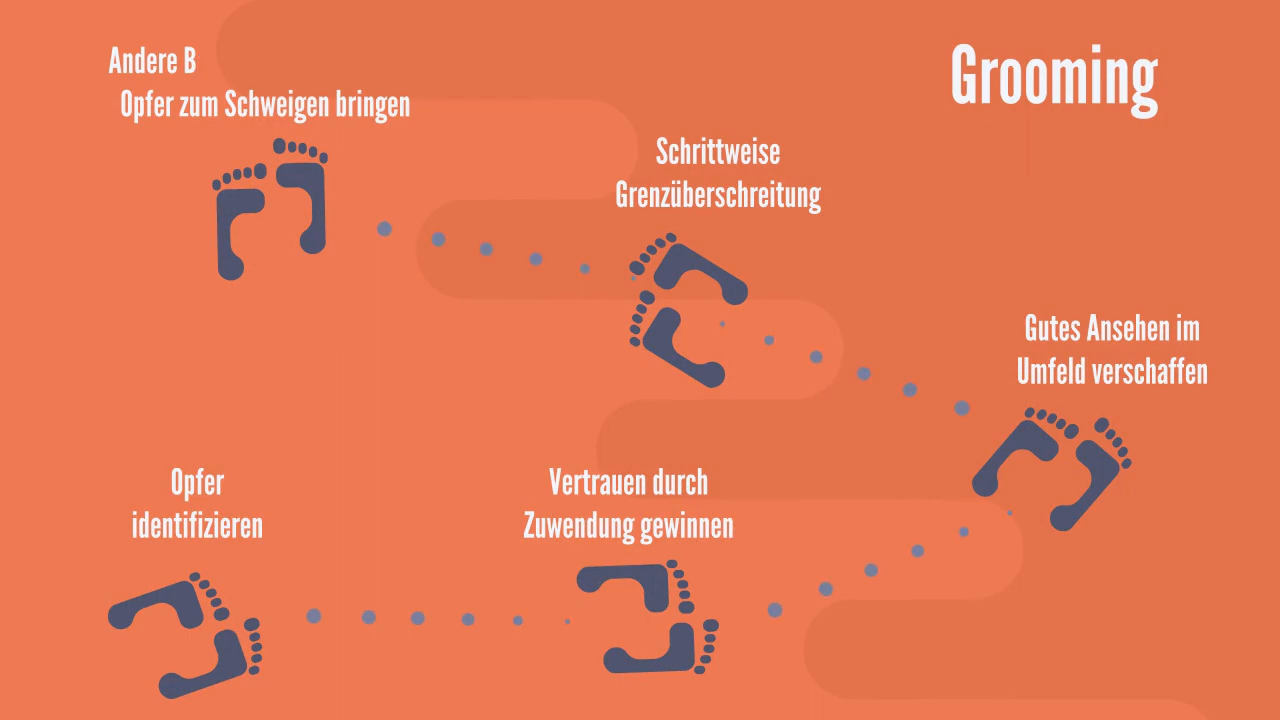 Grooming
Andere B
Opfer zum Schweigen bringen
Schrittweise
Grenzüberschreitung
Gutes Ansehen im
Umfeld verschaffen
Opfer
identifizieren
Vertrauen durch
Zuwendung gewinnen